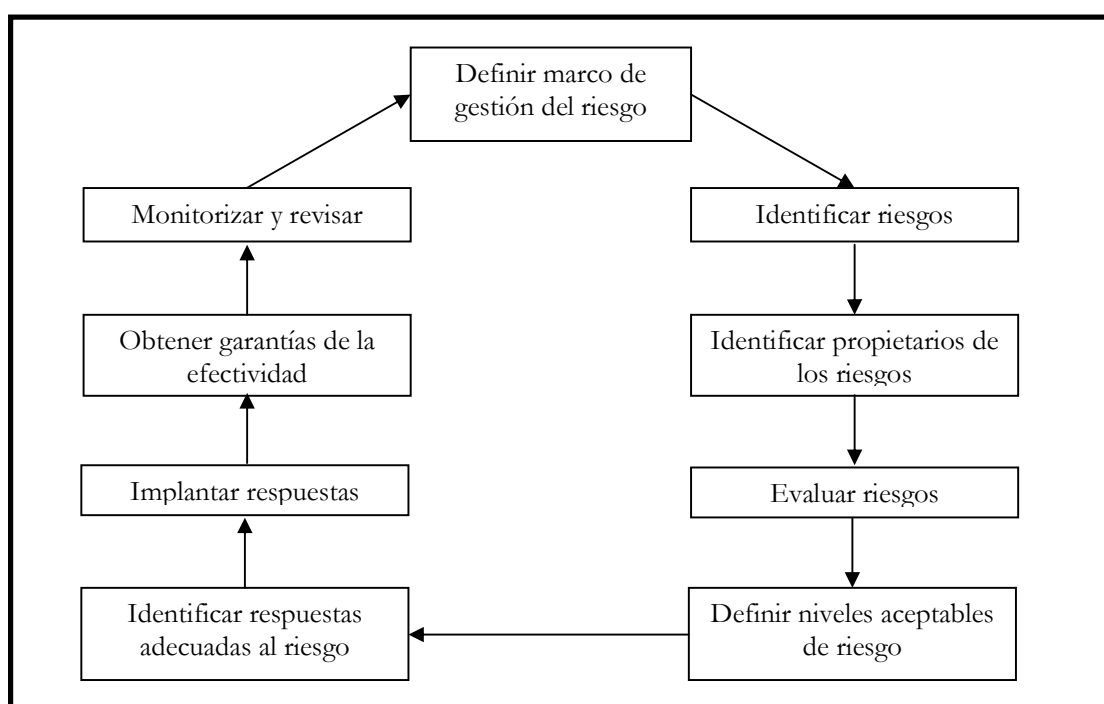 Definir marco de
gestión del riesgo
Identificar riesgos
Identificar propietarios de
los riesgos
Evaluar riesgos
Definir niveles aceptables
de riesgo
Identificar respuestas
adecuadas al riesgo
Implantar respuestas
Obtener garantías de la
efectividad
Monitorizar y revisar